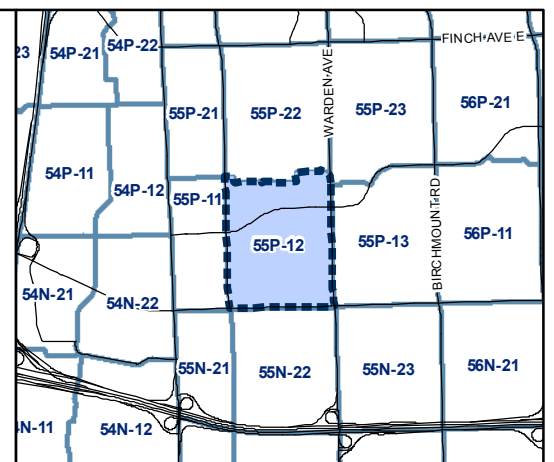 FINCH AVE E
54P-22
23
54P-21
WARDEN AVE
56P-21
55P-21
55P-22
55P-23
54P-11
54P-12
55P-11
BIRCHMOUNT RD
55P-12
55P-13
56P-11
54N-21
54N-22
55N-21
55N-22
55N-23
56N-21
N-11
54N-12